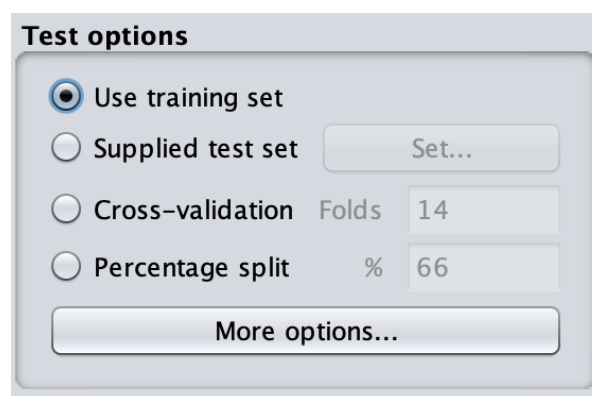 Test options
Use training set
Supplied test set Set...
Cross-validation Folds 14
Percentage split % 66
More options...